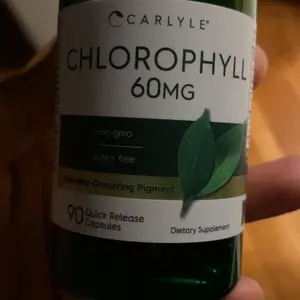 CARLYLE®
CHLOROPHYLL
60MG
non-gmo
gluten free
Naturally-Occurring Pigment
90 Quick Release
Capsules
Dietary Supplement